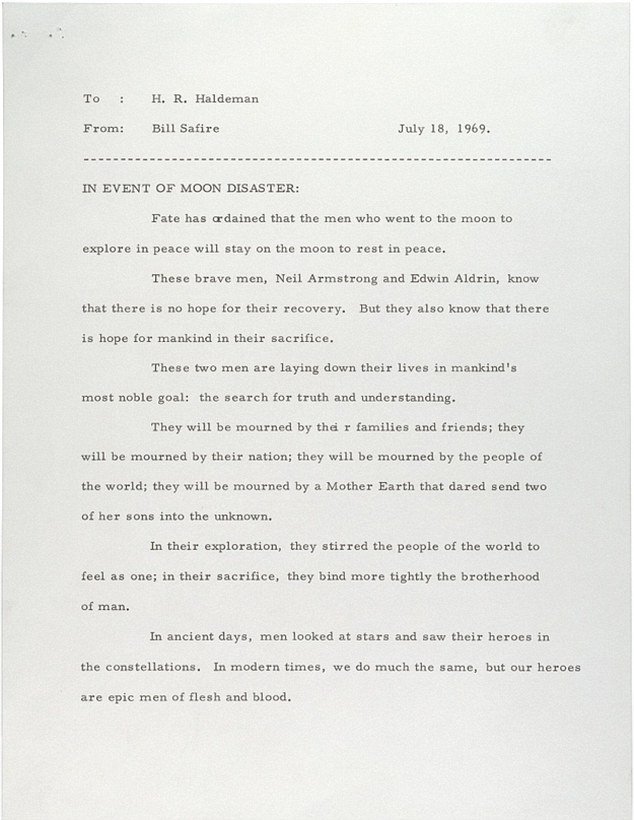 To : H. R. Haldeman
From: Bill Safire July 18, 1969.
--------------------------------------------------------------------------------
IN EVENT OF MOON DISASTER:
Fate has ordained that the men who went to the moon to
explore in peace will stay on the moon to rest in peace.
These brave men, Neil Armstrong and Edwin Aldrin, know
that there is no hope for their recovery. But they also know that there
is hope for mankind in their sacrifice.
These two men are laying down their lives in mankind's
most noble goal: the search for truth and understanding.
They will be mourned by thei r families and friends; they
will be mourned by their nation; they will be mourned by the people of
the world; they will be mourned by a Mother Earth that dared send two
of her sons into the unknown.
In their exploration, they stirred the people of the world to
feel as one; in their sacrifice, they bind more tightly the brotherhood
of man.
In ancient days, men looked at stars and saw their heroes in
the constellations. In modern times, we do much the same, but our heroes
are epic men of flesh and blood.